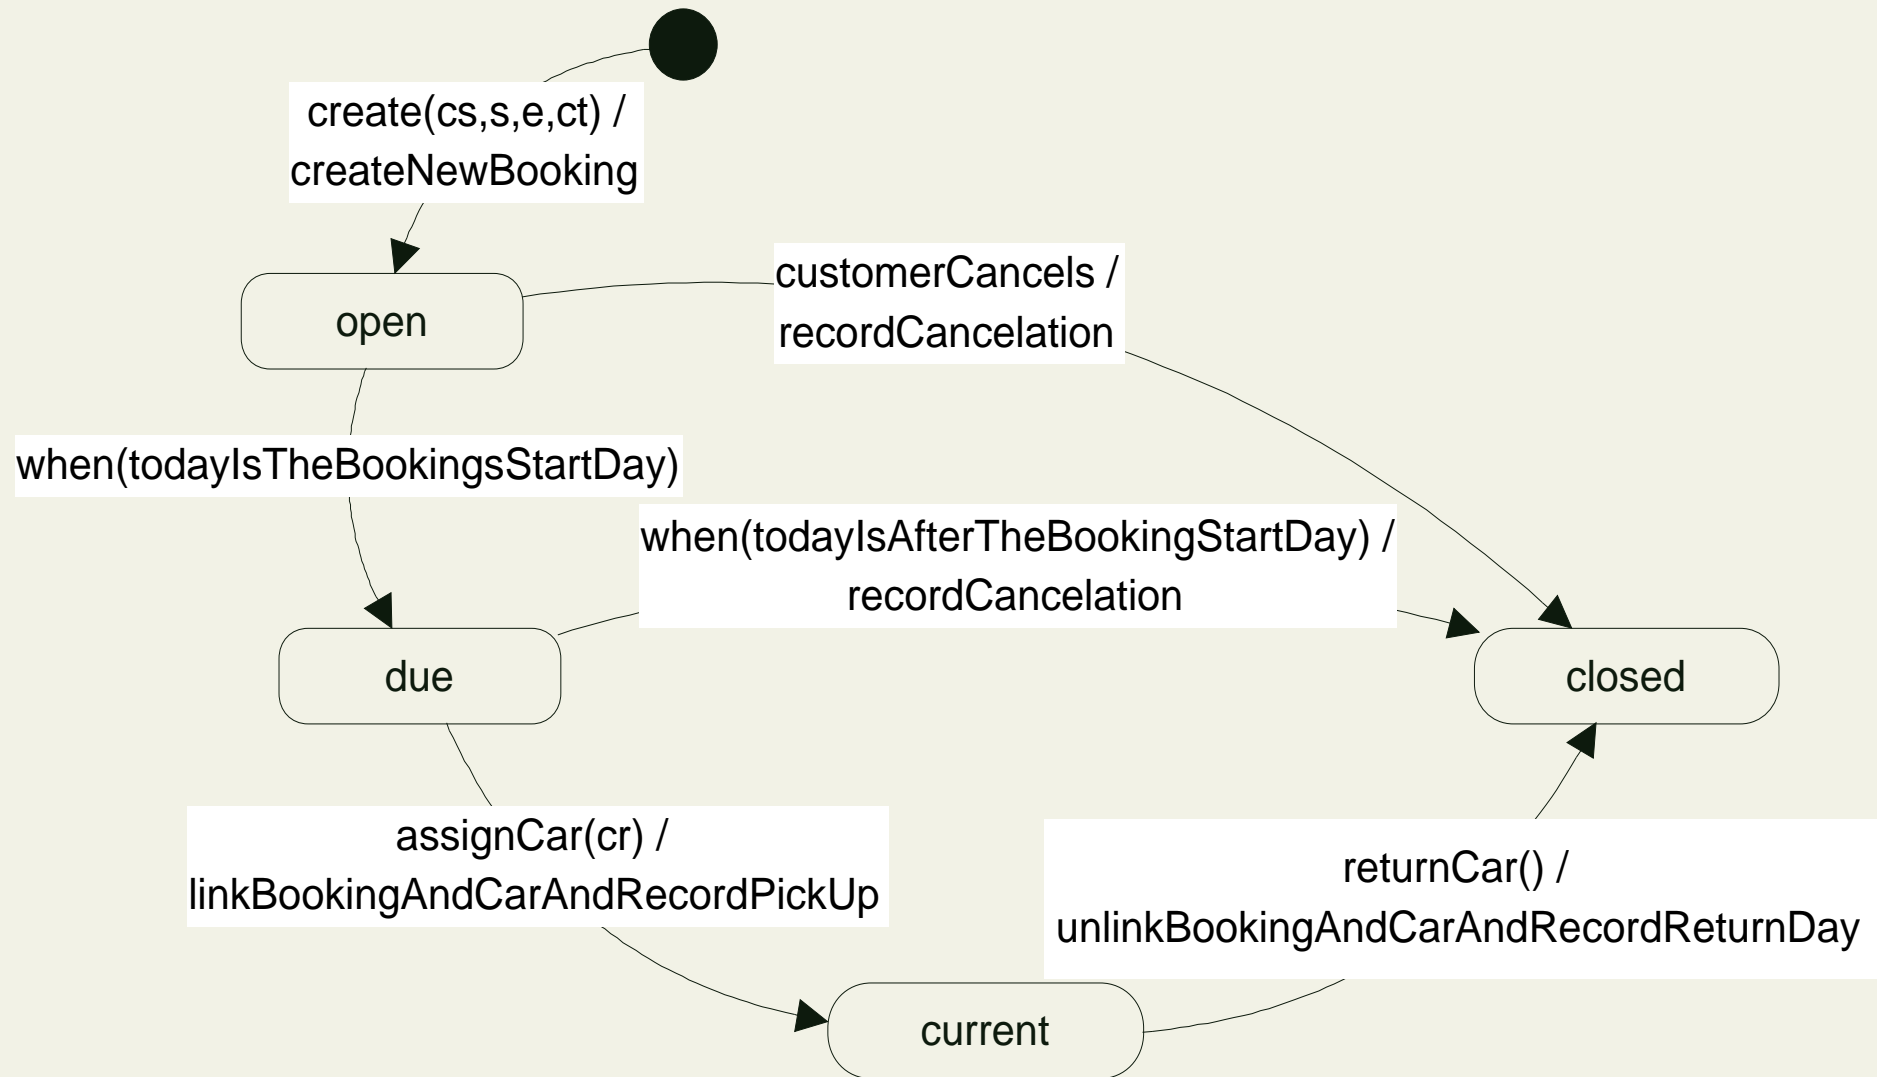 create(cs,s,e,ct) /
createNewBooking
customerCancels /
recordCancelation
open
when(todayIsTheBookingsStartDay)
when(todayIsAfterTheBookingStartDay) /
recordCancelation
due
closed
assignCar(cr) /
linkBookingAndCarAndRecordPickUp
returnCar() /
unlinkBookingAndCarAndRecordReturnDay
current